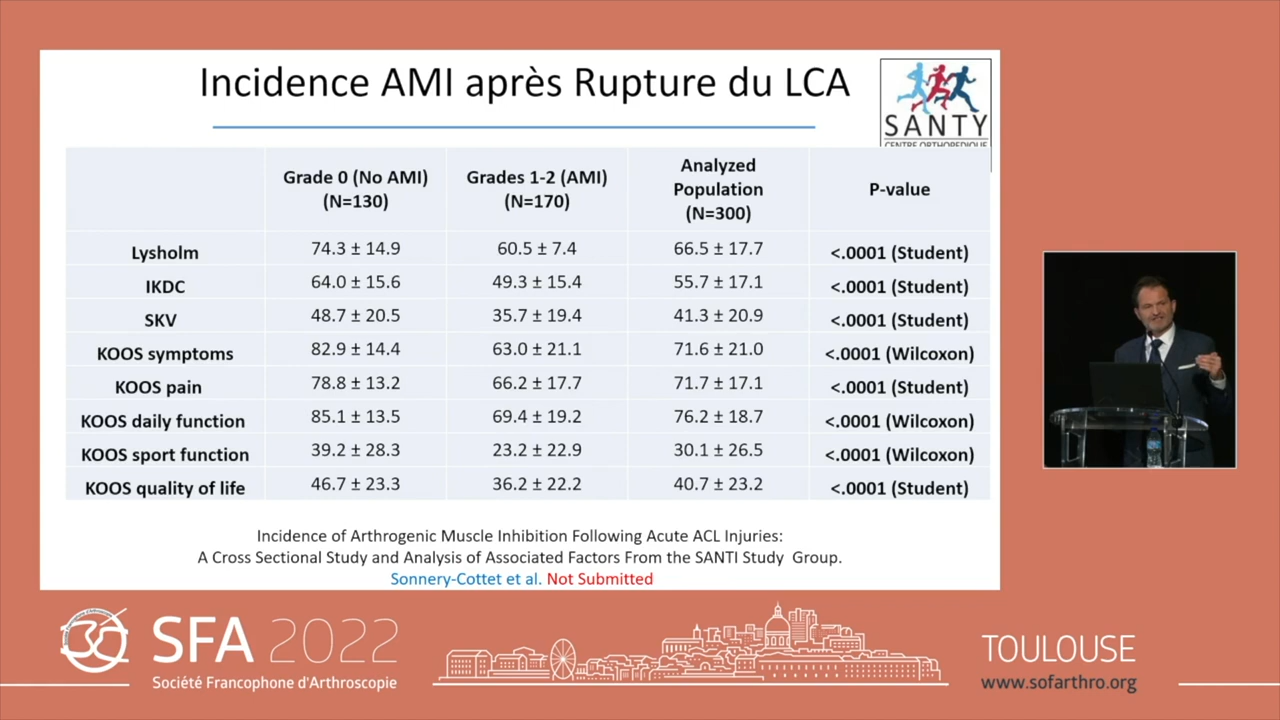 Incidence AMI après Rupture du LCA
SANTY
CENTRE ORTHOPEDIQUE
Grade 0 (No AMI) (N=130) Grades 1-2 (AMI) (N=170) Analyzed Population (N=300) P-value
Lysholm 74.3 ± 14.9 60.5 ± 7.4 66.5 ± 17.7 <.0001 (Student)
IKDC 64.0 ± 15.6 49.3 ± 15.4 55.7 ± 17.1 <.0001 (Student)
SKV 48.7 ± 20.5 35.7 ± 19.4 41.3 ± 20.9 <.0001 (Student)
KOOS symptoms 82.9 ± 14.4 63.0 ± 21.1 71.6 ± 21.0 <.0001 (Wilcoxon)
KOOS pain 78.8 ± 13.2 66.2 ± 17.7 71.7 ± 17.1 <.0001 (Student)
KOOS daily function 85.1 ± 13.5 69.4 ± 19.2 76.2 ± 18.7 <.0001 (Wilcoxon)
KOOS sport function 39.2 ± 28.3 23.2 ± 22.9 30.1 ± 26.5 <.0001 (Wilcoxon)
KOOS quality of life 46.7 ± 23.3 36.2 ± 22.2 40.7 ± 23.2 <.0001 (Student)
Incidence of Arthrogenic Muscle Inhibition Following Acute ACL Injuries:
A Cross Sectional Study and Analysis of Associated Factors From the SANTI Study Group.
Sonnery-Cottet et al. Not Submitted
30
SFA 2022
Société Francophone d'Arthroscopie
TOULOUSE
www.sofarthro.org